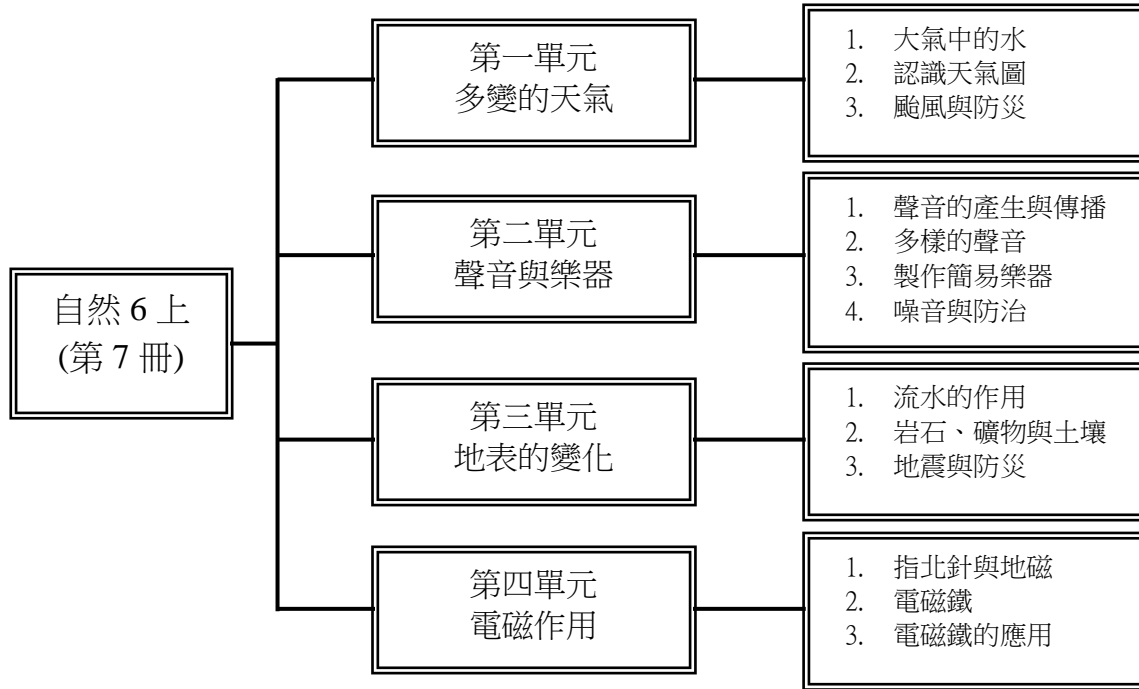 自然 6 上
(第 7 冊)
第一單元
多變的天氣
1. 大氣中的水
2. 認識天氣圖
3. 颱風與防災
第二單元
聲音與樂器
1. 聲音的產生與傳播
2. 多樣的聲音
3. 製作簡易樂器
4. 噪音與防治
第三單元
地表的變化
1. 流水的作用
2. 岩石、礦物與土壤
3. 地震與防災
第四單元
電磁作用
1. 指北針與地磁
2. 電磁鐵
3. 電磁鐵的應用